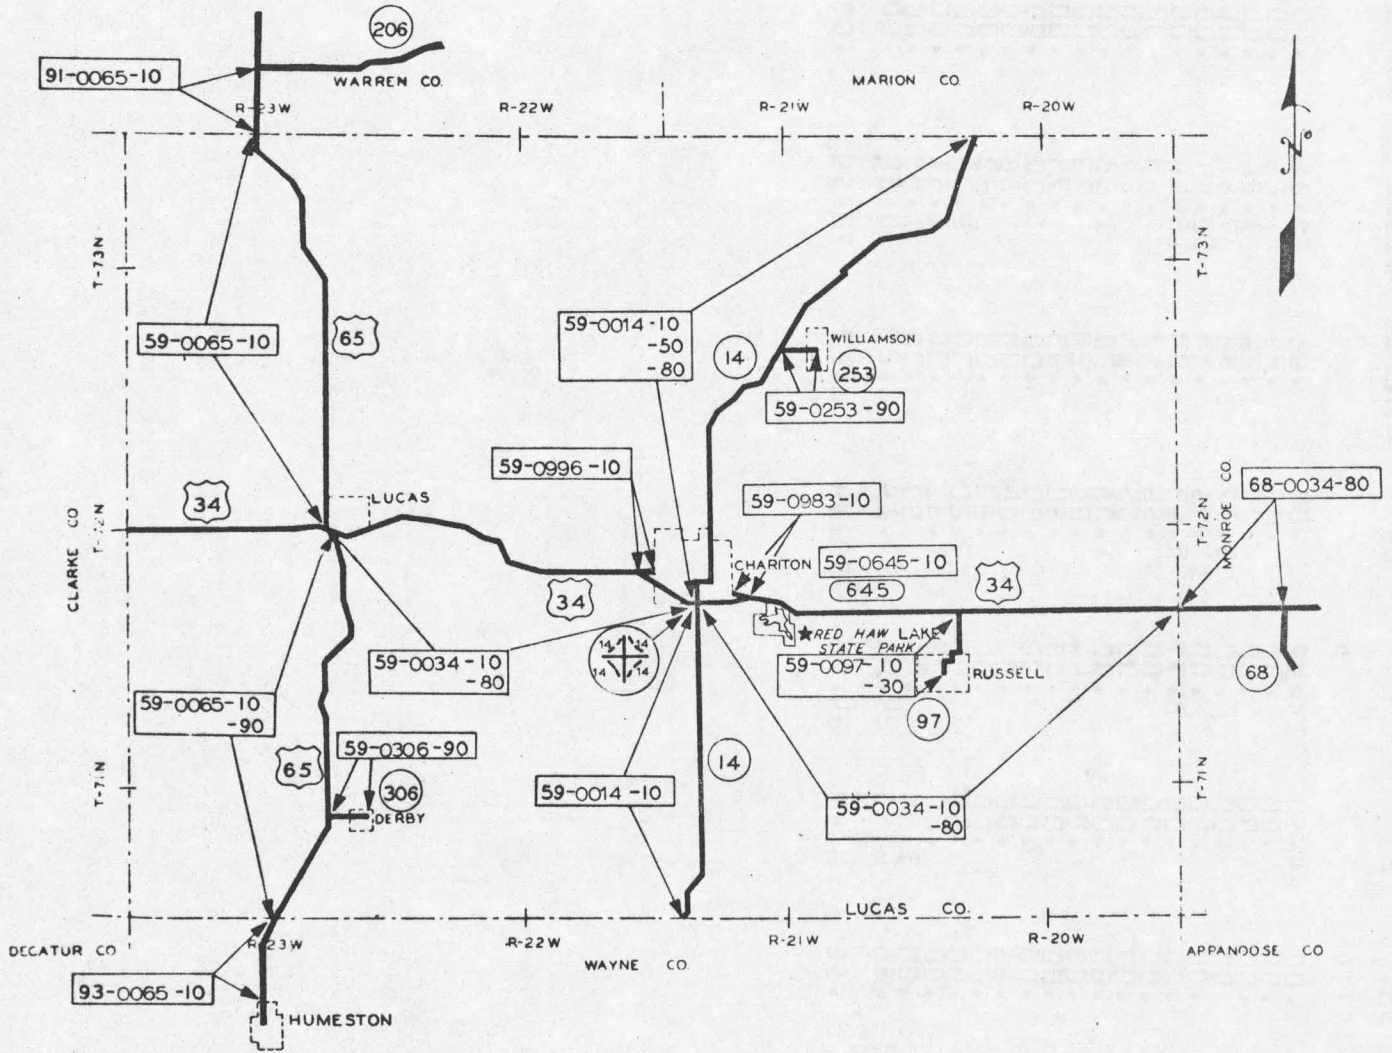 206
91-0065-10
WARREN CO.
MARION CO.
R-23W
R-22W
R-21W
R-20W
T-73N
T-73N
59-0065-10
65
59-0014-10
-50
-80
14
WILLIAMSON
253
59-0253-90
59-0996-10
34
LUCAS
59-0983-10
68-0034-80
T-72N
T-72N
CLARKE CO
MONROE CO.
CHARITON
59-0645-10
645
34
34
14 14
14 14
59-0034-10
-80
RED HAW LAKE
STATE PARK
59-0097-10
-30
RUSSELL
97
68
59-0065-10
-90
65
59-0306-90
306
DERBY
59-0014-10
14
59-0034-10
-80
T-71N
T-71N
LUCAS CO.
DECATUR CO
R-23W
R-22W
R-21W
R-20W
WAYNE CO.
APPANOOSE CO
93-0065-10
HUMESTON